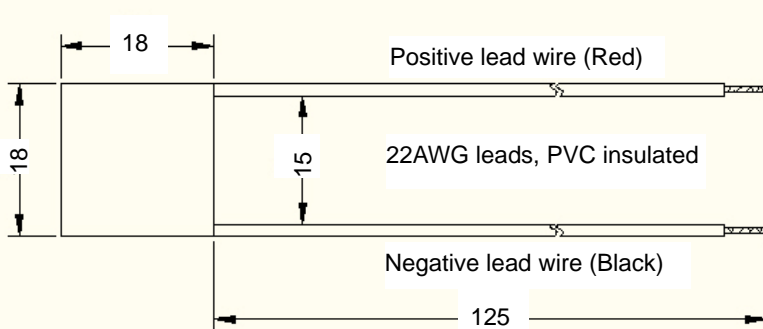 18
Positive lead wire (Red)
18
15
22AWG leads, PVC insulated
Negative lead wire (Black)
125